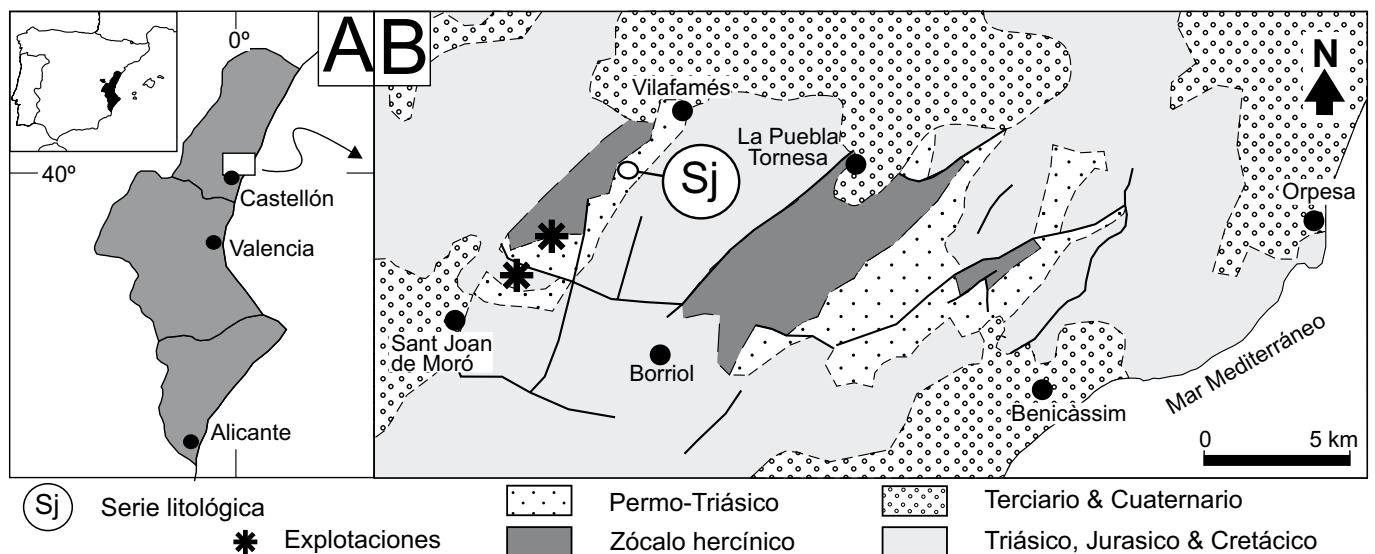 0º
A
B
40º
Castellón
Valencia
Alicante
N
Vilafamés
La Puebla
Tornesa
Sj
Orpesa
Sant Joan
de Moró
Borriol
Benicàssim
Mar Mediterráneo
0 5 km
Sj Serie litológica
Explotaciones
Permo-Triásico
Zócalo hercínico
Terciario & Cuaternario
Triásico, Jurasico & Cretácico